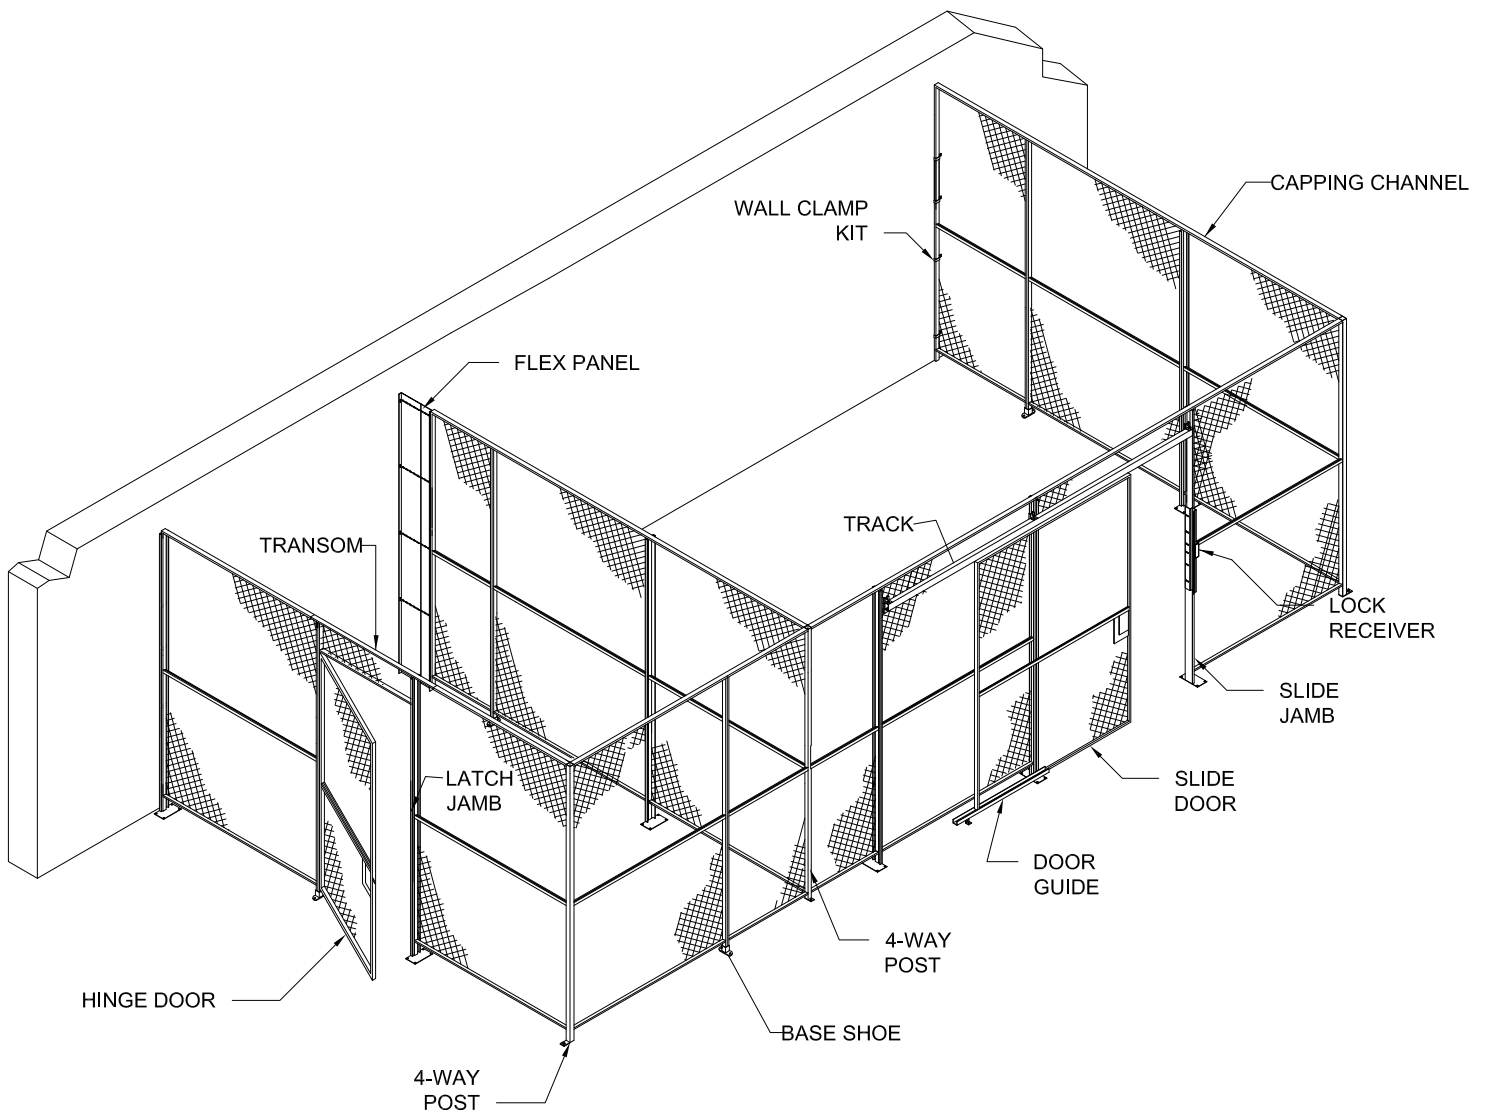 CAPPING CHANNEL
WALL CLAMP
KIT
FLEX PANEL
TRACK
TRANSOM
LOCK
RECEIVER
SLIDE
JAMB
LATCH
JAMB
SLIDE
DOOR
DOOR
GUIDE
4-WAY
POST
HINGE DOOR
BASE SHOE
4-WAY
POST